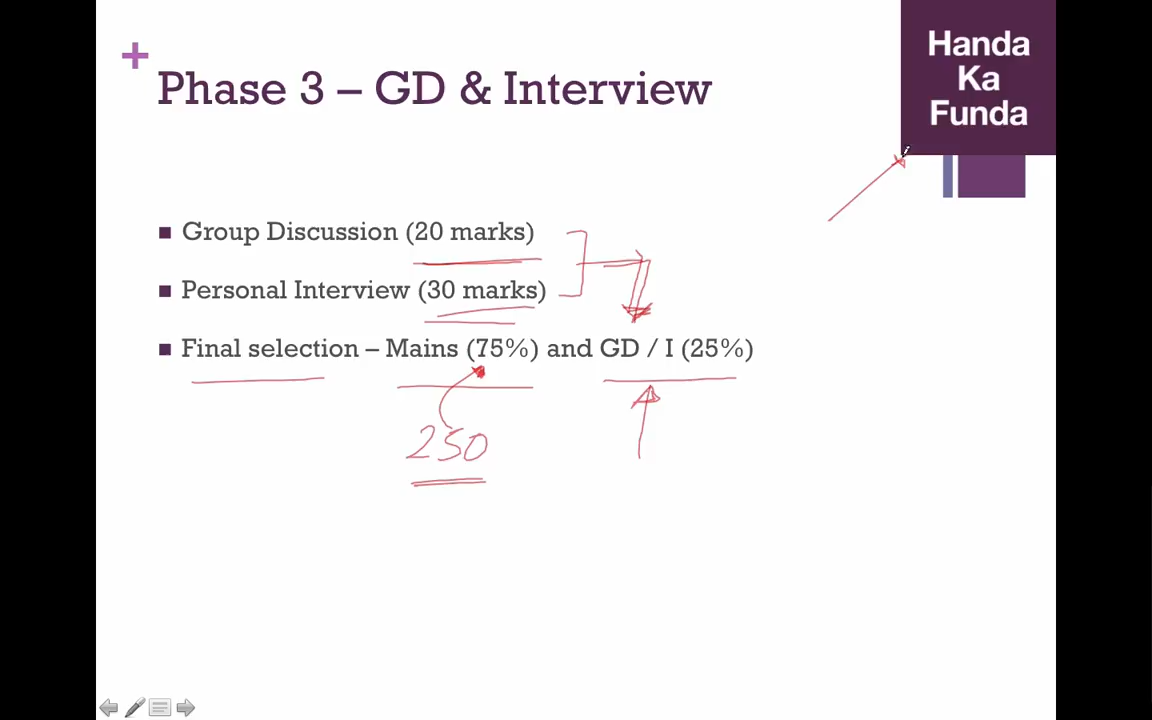 +
Phase 3 – GD & Interview
Handa
Ka
Funda
■ Group Discussion (20 marks)
■ Personal Interview (30 marks)
■ Final selection – Mains (75%) and GD / I (25%)
250